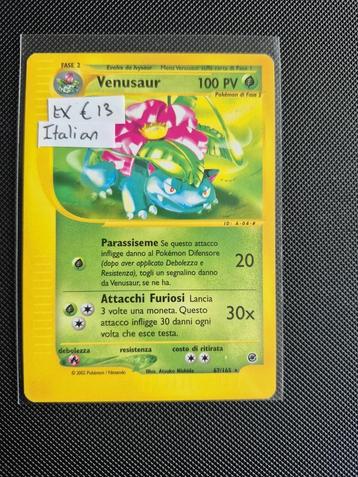 FASE 2
Evolve da Ivysaur
Metti Venusaur sulla carta di Fase 1
Venusaur 100 PV
Pokémon di Fase 2
EX € 13
Italian
ID: A-04-#
Parassiseme Se questo attacco
infligge danno al Pokémon Difensore
(dopo aver applicato Debolezza e
Resistenza), togli un segnalino danno
da Venusaur, se ne ha.
20
Attacchi Furiosi Lancia
3 volte una moneta. Questo
attacco infligge 30 danni ogni
volta che esce testa.
30x
debolezza resistenza costo di ritirata
© 2002 Pokémon / Nintendo Illus. Atsuko Nishida 67/165 ★